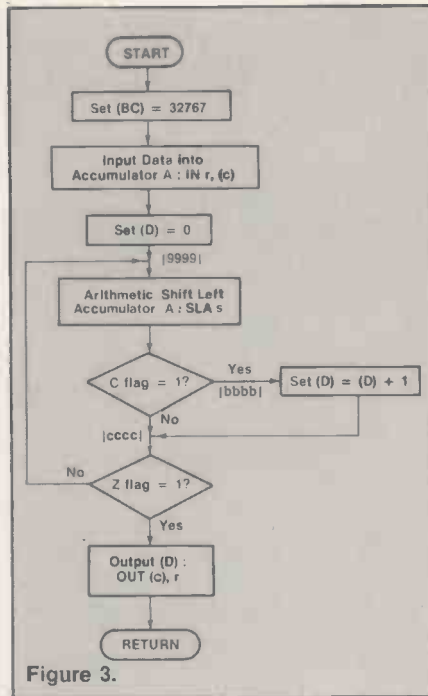 START
Set (BC) = 32767
Input Data into
Accumulator A : IN r, (c)
Set (D) = 0
|9999|
Arithmetic Shift Left
Accumulator A : SLA s
C flag = 1?
Yes
|bbbb|
Set (D) = (D) + 1
No
|cccc|
No
Z flag = 1?
Yes
Output (D) :
OUT (c), r
RETURN
Figure 3.